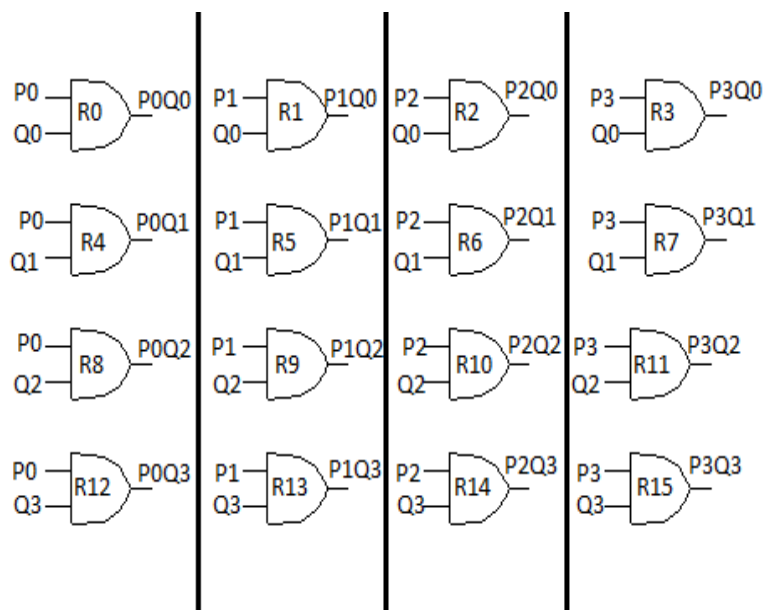 P0 R0 P0Q0 P1 R1 P1Q0 P2 R2 P2Q0 P3 R3 P3Q0
Q0 Q0 Q0 Q0
P0 R4 P0Q1 P1 R5 P1Q1 P2 R6 P2Q1 P3 R7 P3Q1
Q1 Q1 Q1 Q1
P0 R8 P0Q2 P1 R9 P1Q2 P2 R10 P2Q2 P3 R11 P3Q2
Q2 Q2 Q2 Q2
P0 R12 P0Q3 P1 R13 P1Q3 P2 R14 P2Q3 P3 R15 P3Q3
Q3 Q3 Q3 Q3